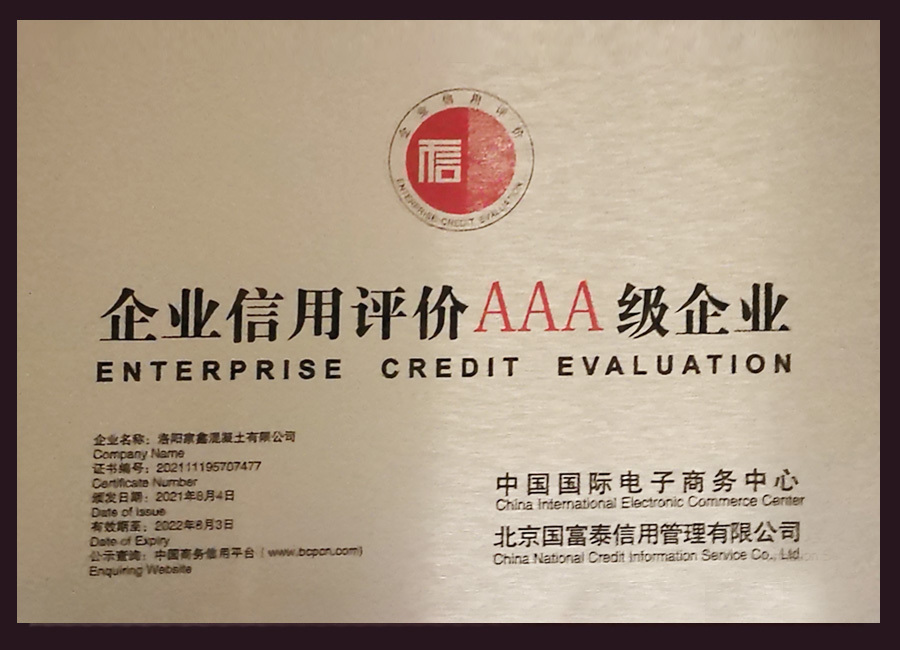 企业信用评价
信
ENTERPRISE CREDIT EVALUATION
企业信用评价AAA级企业
ENTERPRISE CREDIT EVALUATION
企业名称：洛阳家鑫混凝土有限公司
Company Name
证书编号：202111195707477
Certificate Number
颁发日期：2021年8月4日
Date of Issue
有效期至：2022年8月3日
Date of Expiry
公示查询：中国商务信用平台（www.bcpcn.com）
Enquiring Website
中国国际电子商务中心
China International Electronic Commerce Center
北京国富泰信用管理有限公司
China National Credit Information Service Co., Ltd.